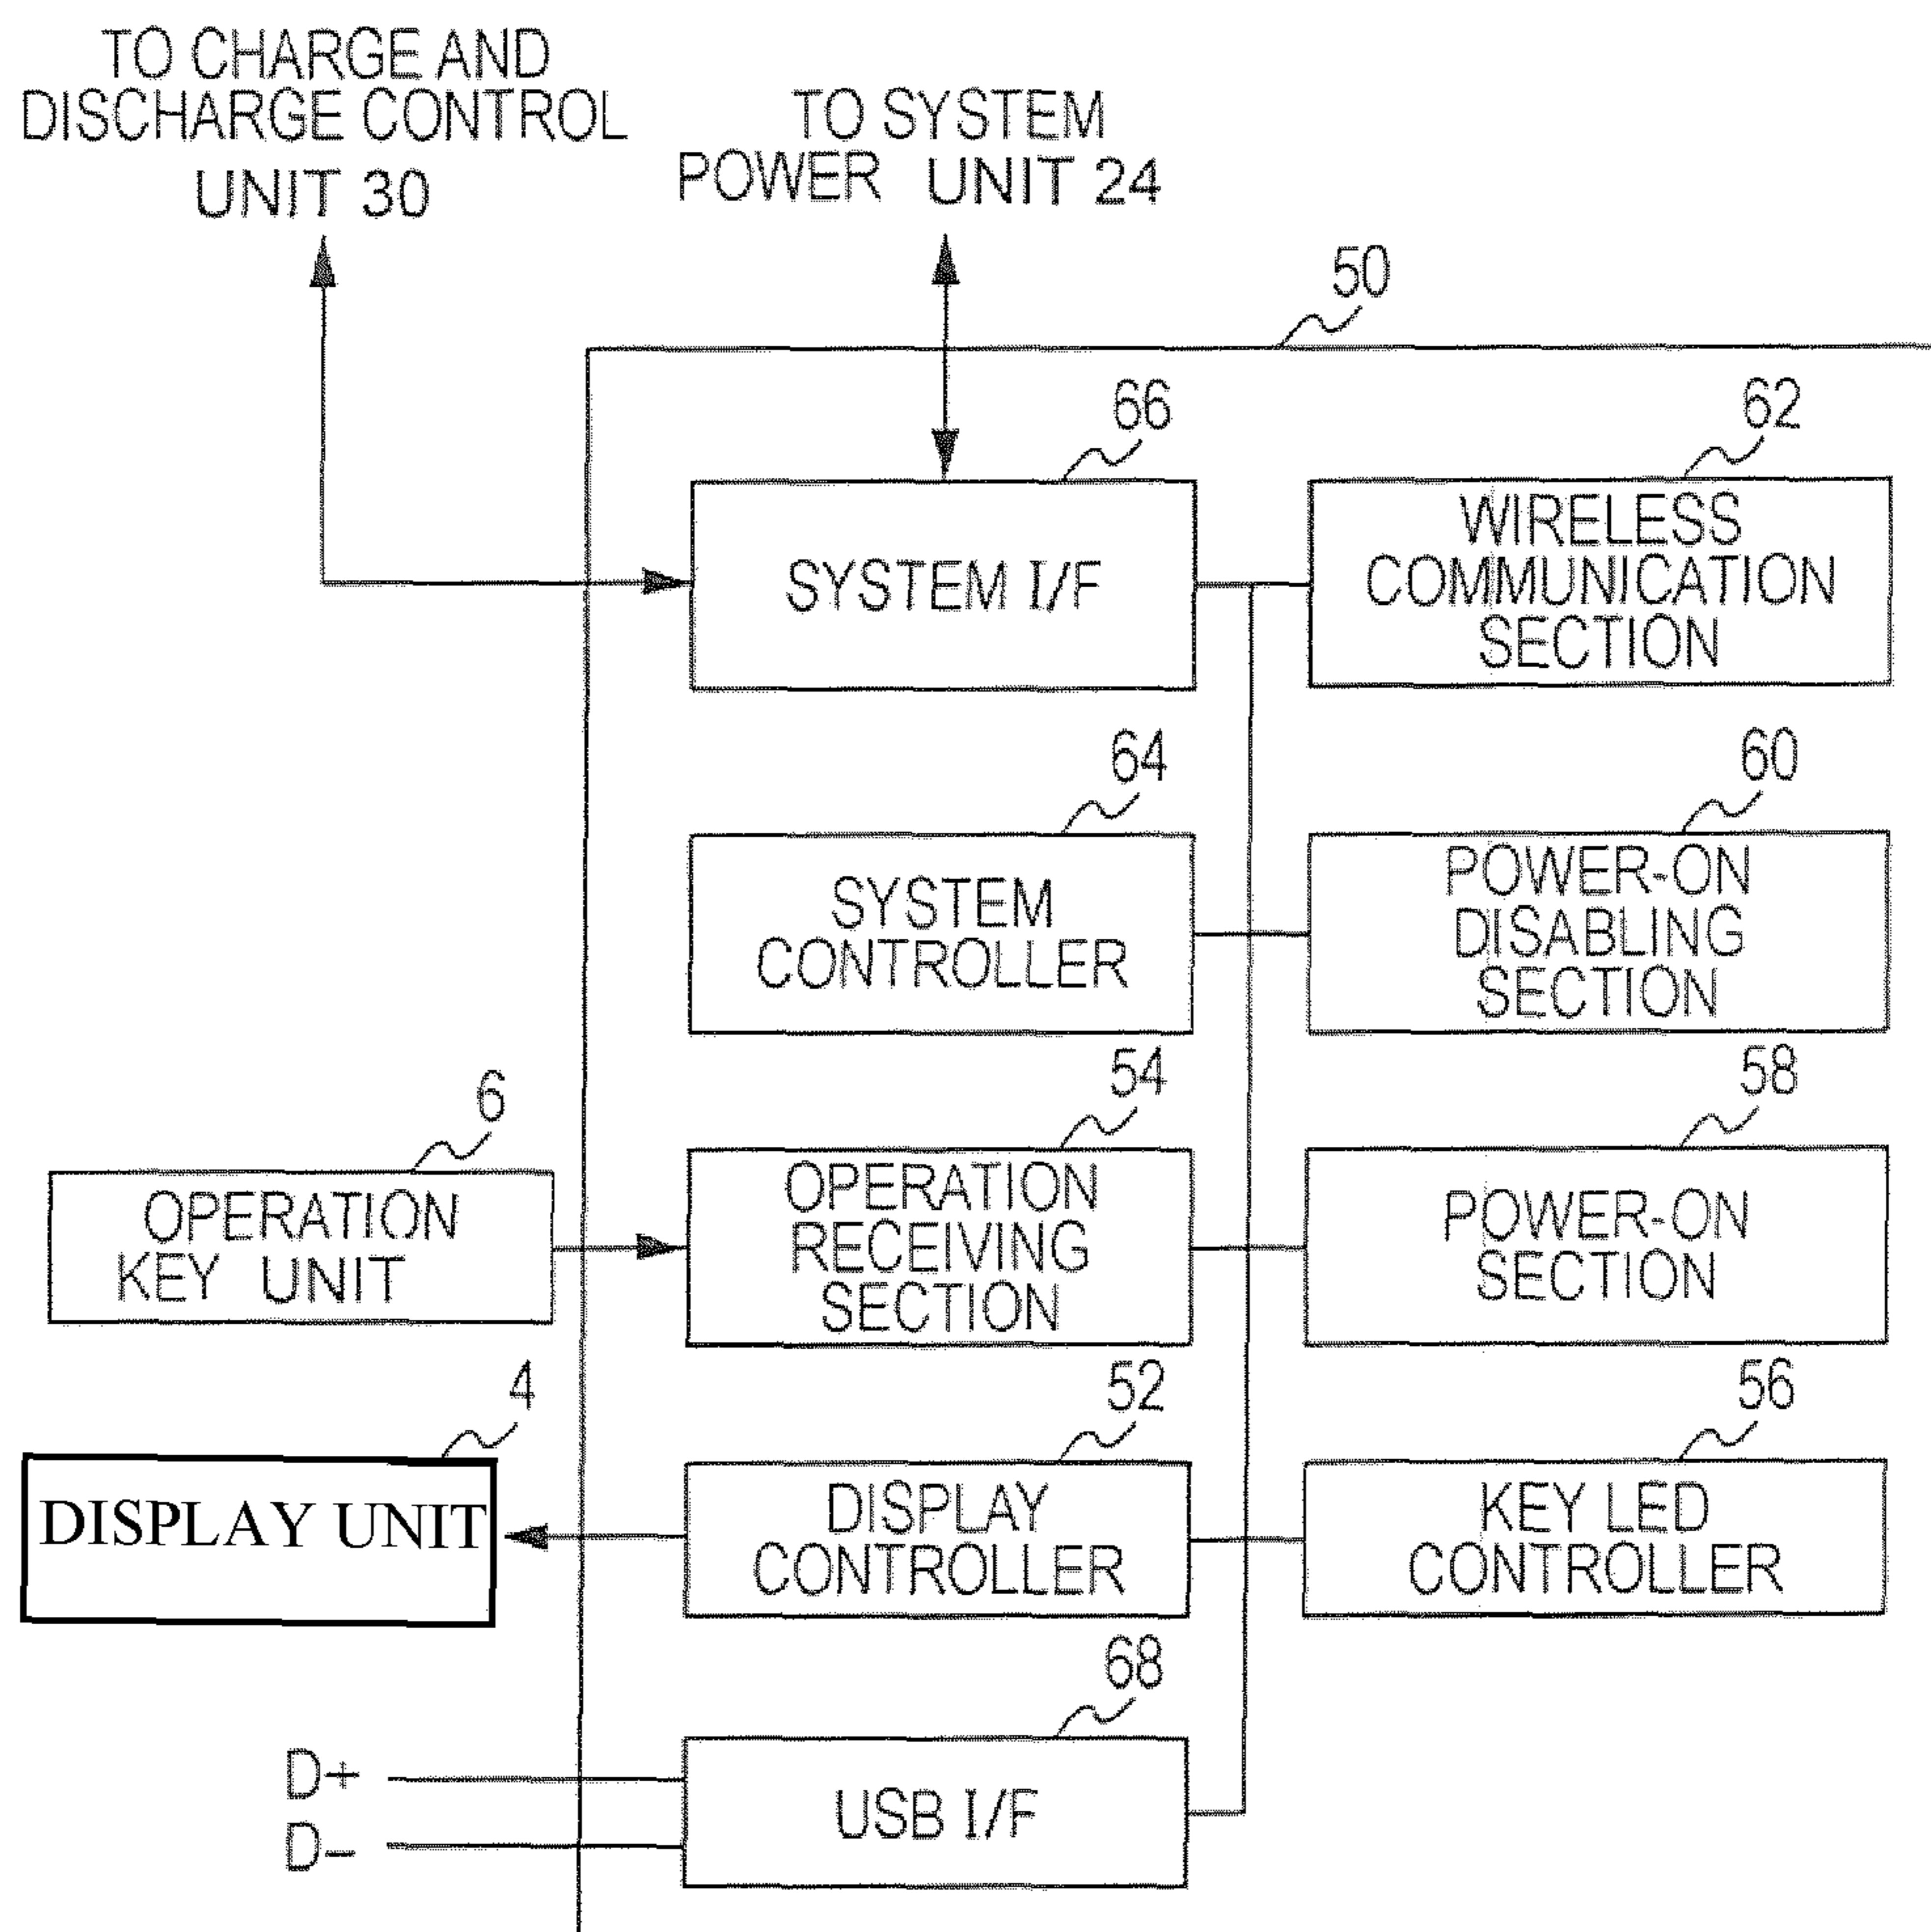 TO CHARGE AND
DISCHARGE CONTROL
UNIT 30
TO SYSTEM
POWER UNIT 24
50
66
SYSTEM I/F
62
WIRELESS
COMMUNICATION
SECTION
64
SYSTEM
CONTROLLER
60
POWER-ON
DISABLING
SECTION
6
OPERATION
KEY UNIT
54
OPERATION
RECEIVING
SECTION
58
POWER-ON
SECTION
4
DISPLAY UNIT
52
DISPLAY
CONTROLLER
56
KEY LED
CONTROLLER
68
D+
D-
USB I/F